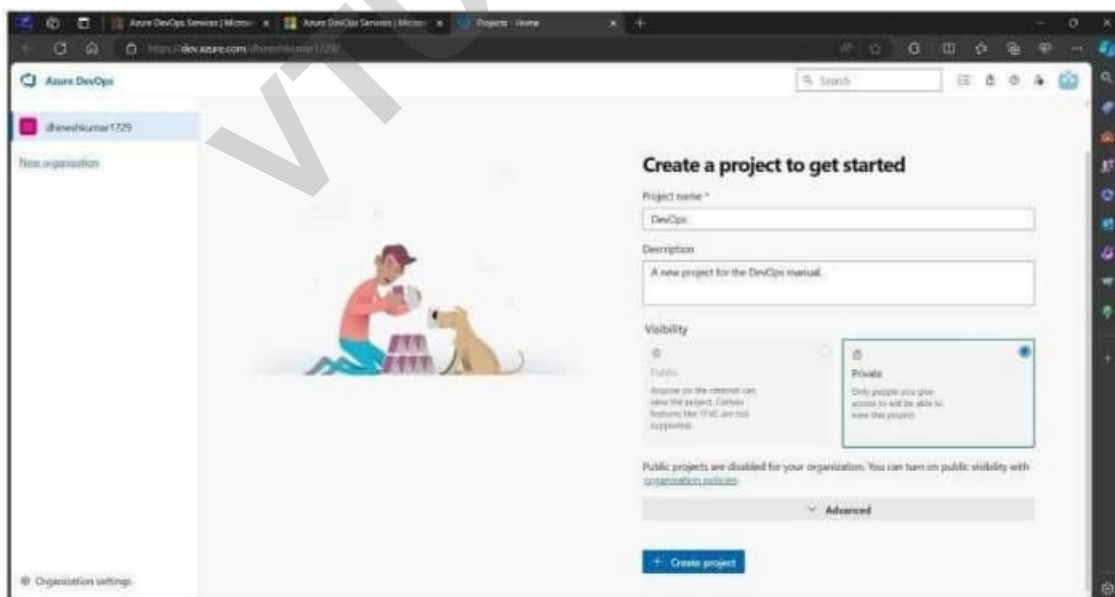 Azure DevOps Services | Micros
Azure DevOps Services | Micros
Projects - Home
https://dev.azure.com/dhineshkumar1729/
Azure DevOps
Search
dhineshkumar1729
New organization
Create a project to get started
Project name *
DevOps
Description
A new project for the DevOps manual.
Visibility
Public
Anyone on the internet can
view the project. Certain
features like TFVC are not
supported.
Private
Only people you give
access to will be able to
view this project.
Public projects are disabled for your organization. You can turn on public visibility with
organization policies.
Advanced
+ Create project
Organization settings
VTU